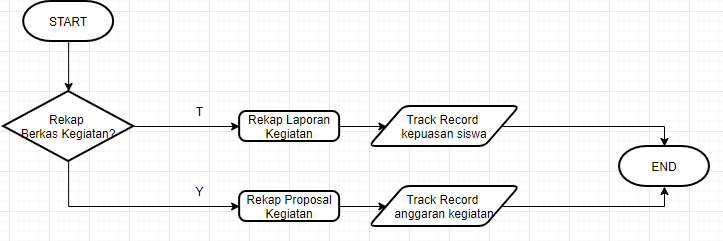 START
Rekap
Berkas Kegiatan?
T
Rekap Laporan
Kegiatan
Track Record
kepuasan siswa
END
Y
Rekap Proposal
Kegiatan
Track Record
anggaran kegiatan